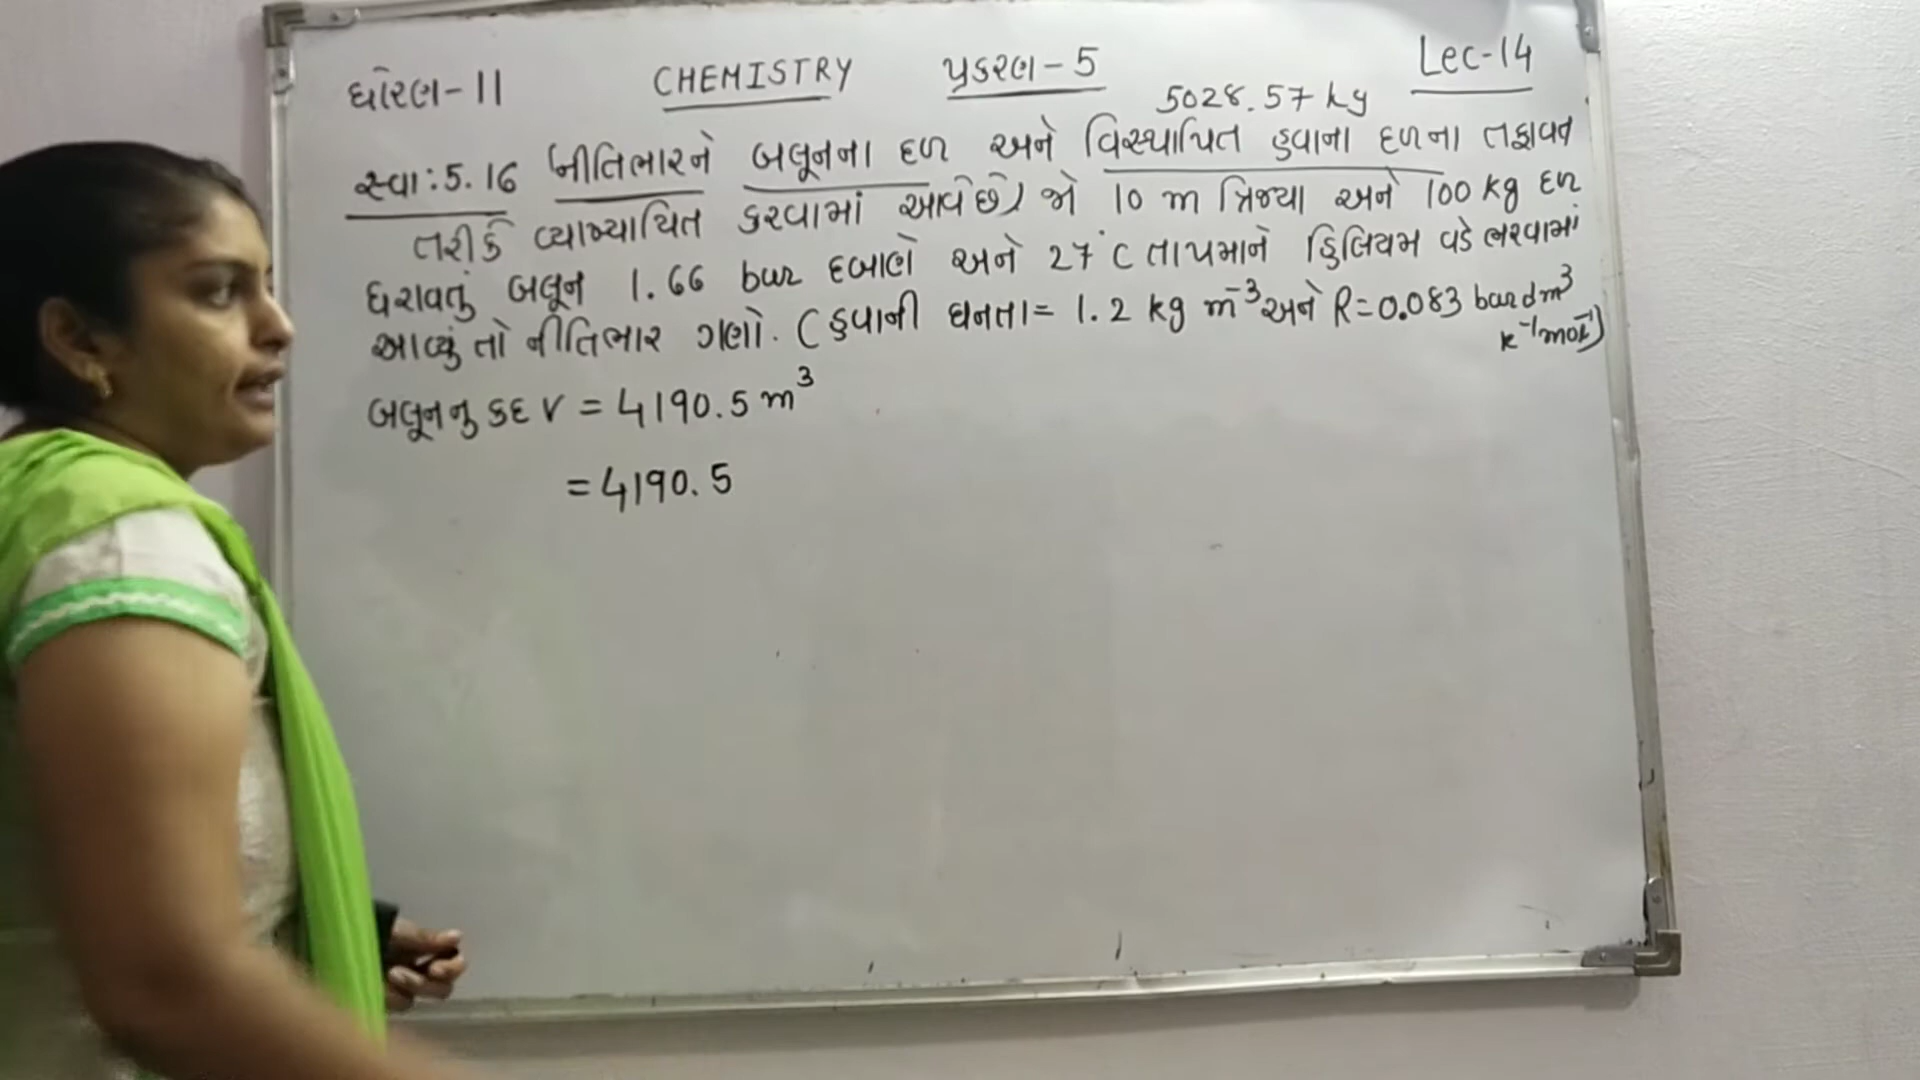 ધોરણ-11 CHEMISTRY પ્રકરણ-5 Lec-14
5028.57 kg
સ્વા:5.16 નીતિભારને બલૂનના દળ અને વિસ્થાપિત હવાના દળના તફાવત
તરીકે વ્યાખ્યાયિત કરવામાં આવે છે) જો 10 m ત્રિજ્યા અને 100 kg દળ
ધરાવતું બલૂન 1.66 bar દબાણે અને 27°C તાપમાને હિલિયમ વડે ભરવામાં
આવ્યું તો નીતિભાર ગણો. (હવાની ઘનતા = 1.2 kg m⁻³ અને R = 0.083 bar dm³
K⁻¹mol⁻¹)
બલૂનનુ કદ V = 4190.5 m³
= 4190.5